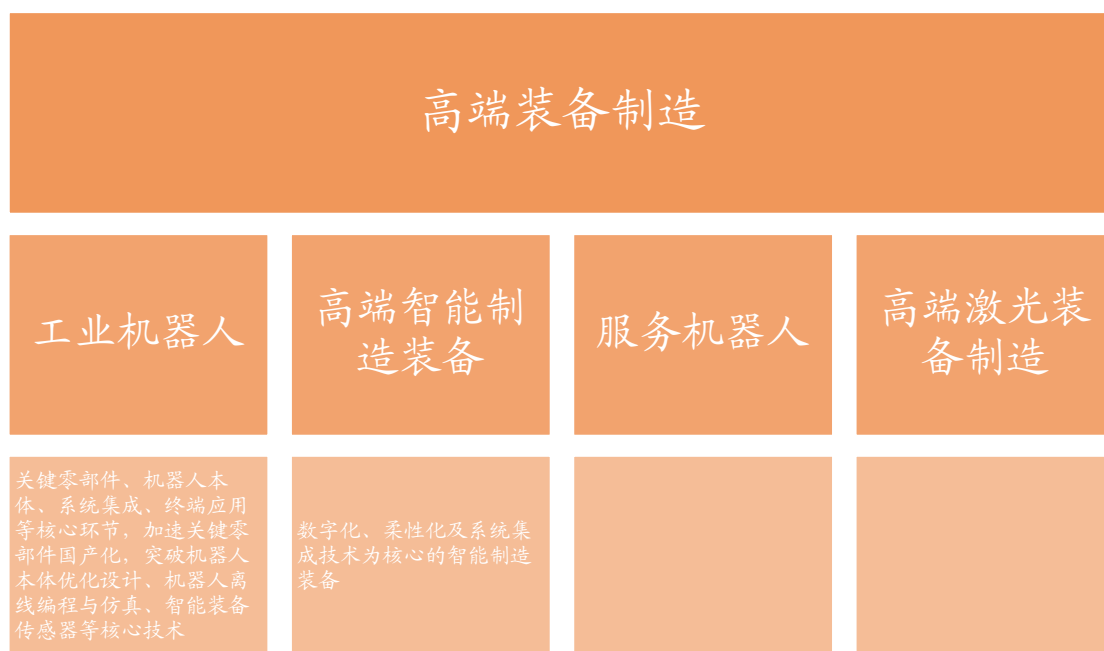 高端装备制造
工业机器人
高端智能制
造装备
服务机器人
高端激光装
备制造
关键零部件、机器人本
体、系统集成、终端应用
等核心环节，加速关键零
部件国产化，突破机器人
本体优化设计、机器人离
线编程与仿真、智能装备
传感器等核心技术
数字化、柔性化及系统集
成技术为核心的智能制造
装备